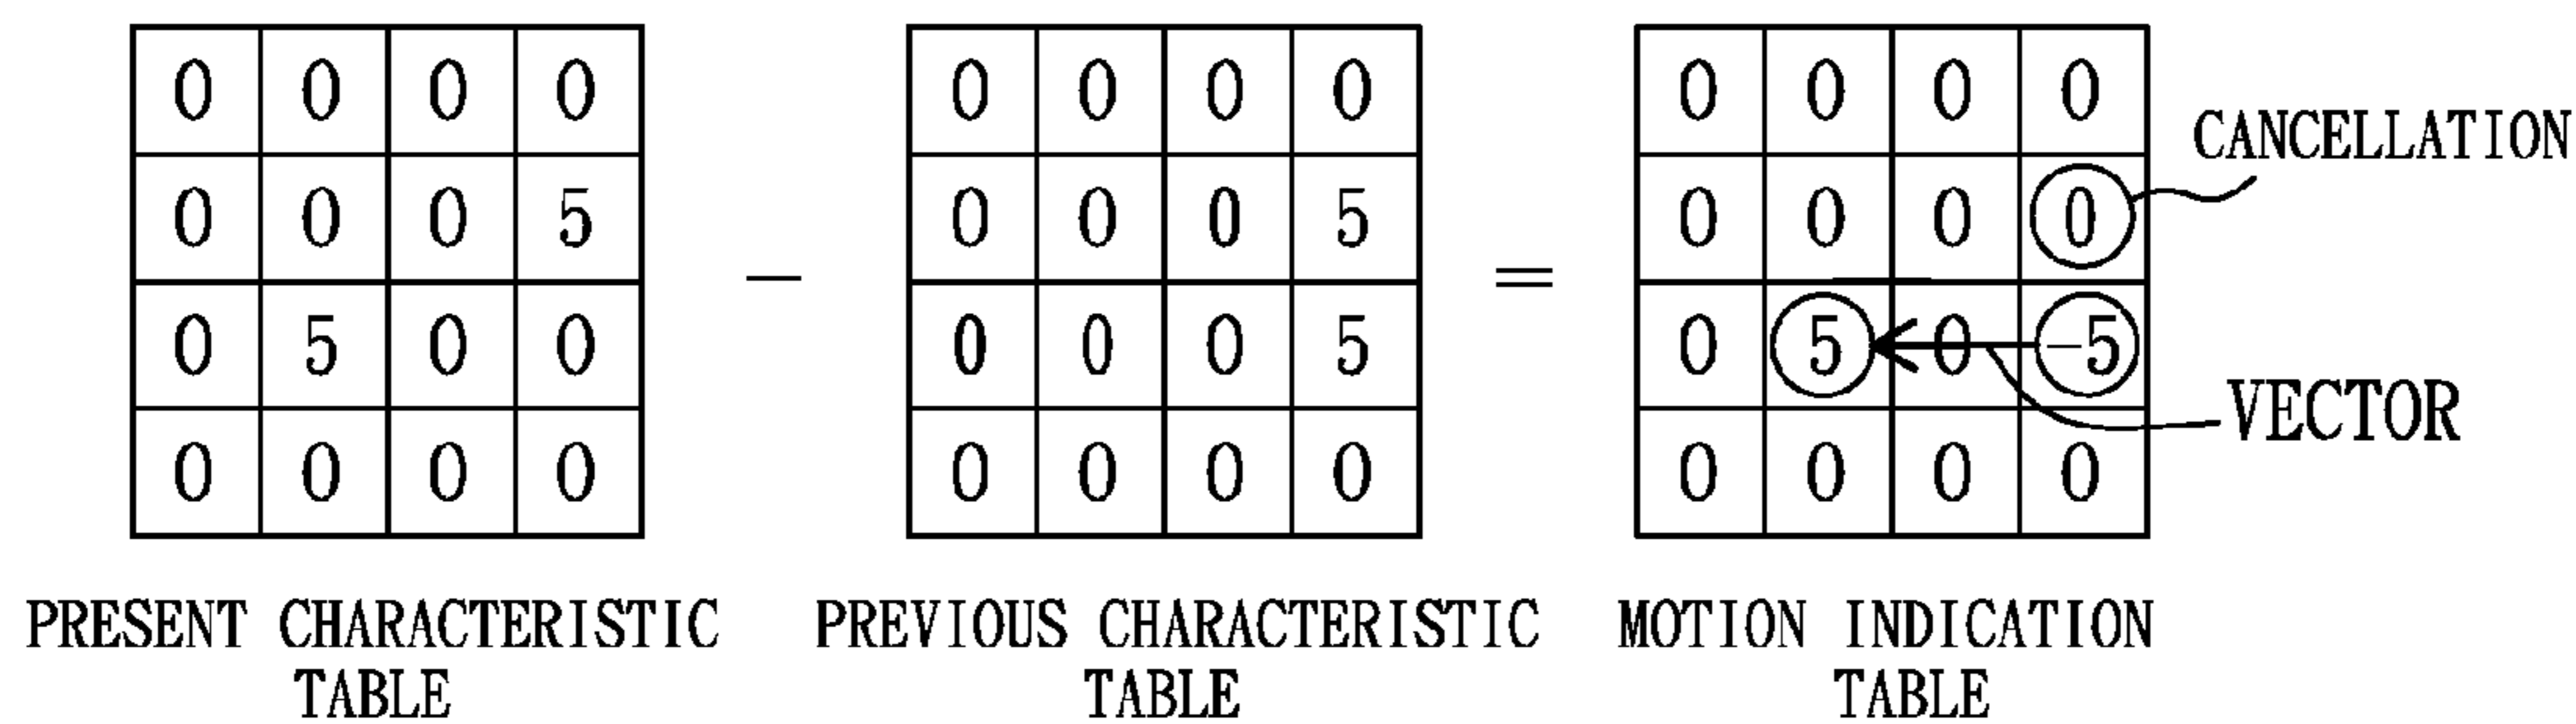 0 0 0 0
0 0 0 5
0 5 0 0
0 0 0 0
PRESENT CHARACTERISTIC
TABLE
−
0 0 0 0
0 0 0 5
0 0 0 5
0 0 0 0
PREVIOUS CHARACTERISTIC
TABLE
=
0 0 0 0
0 0 0 0
0 5 0 −5
0 0 0 0
CANCELLATION
VECTOR
MOTION INDICATION
TABLE